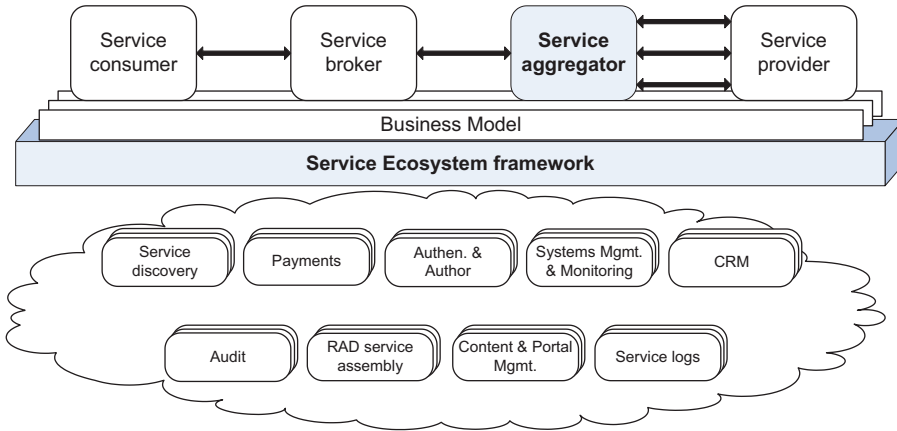 Service
consumer
Service
broker
Service
aggregator
Service
provider
Business Model
Service Ecosystem framework
Service
discovery
Payments
Authen. &
Author
Systems Mgmt.
& Monitoring
CRM
Audit
RAD service
assembly
Content & Portal
Mgmt.
Service logs